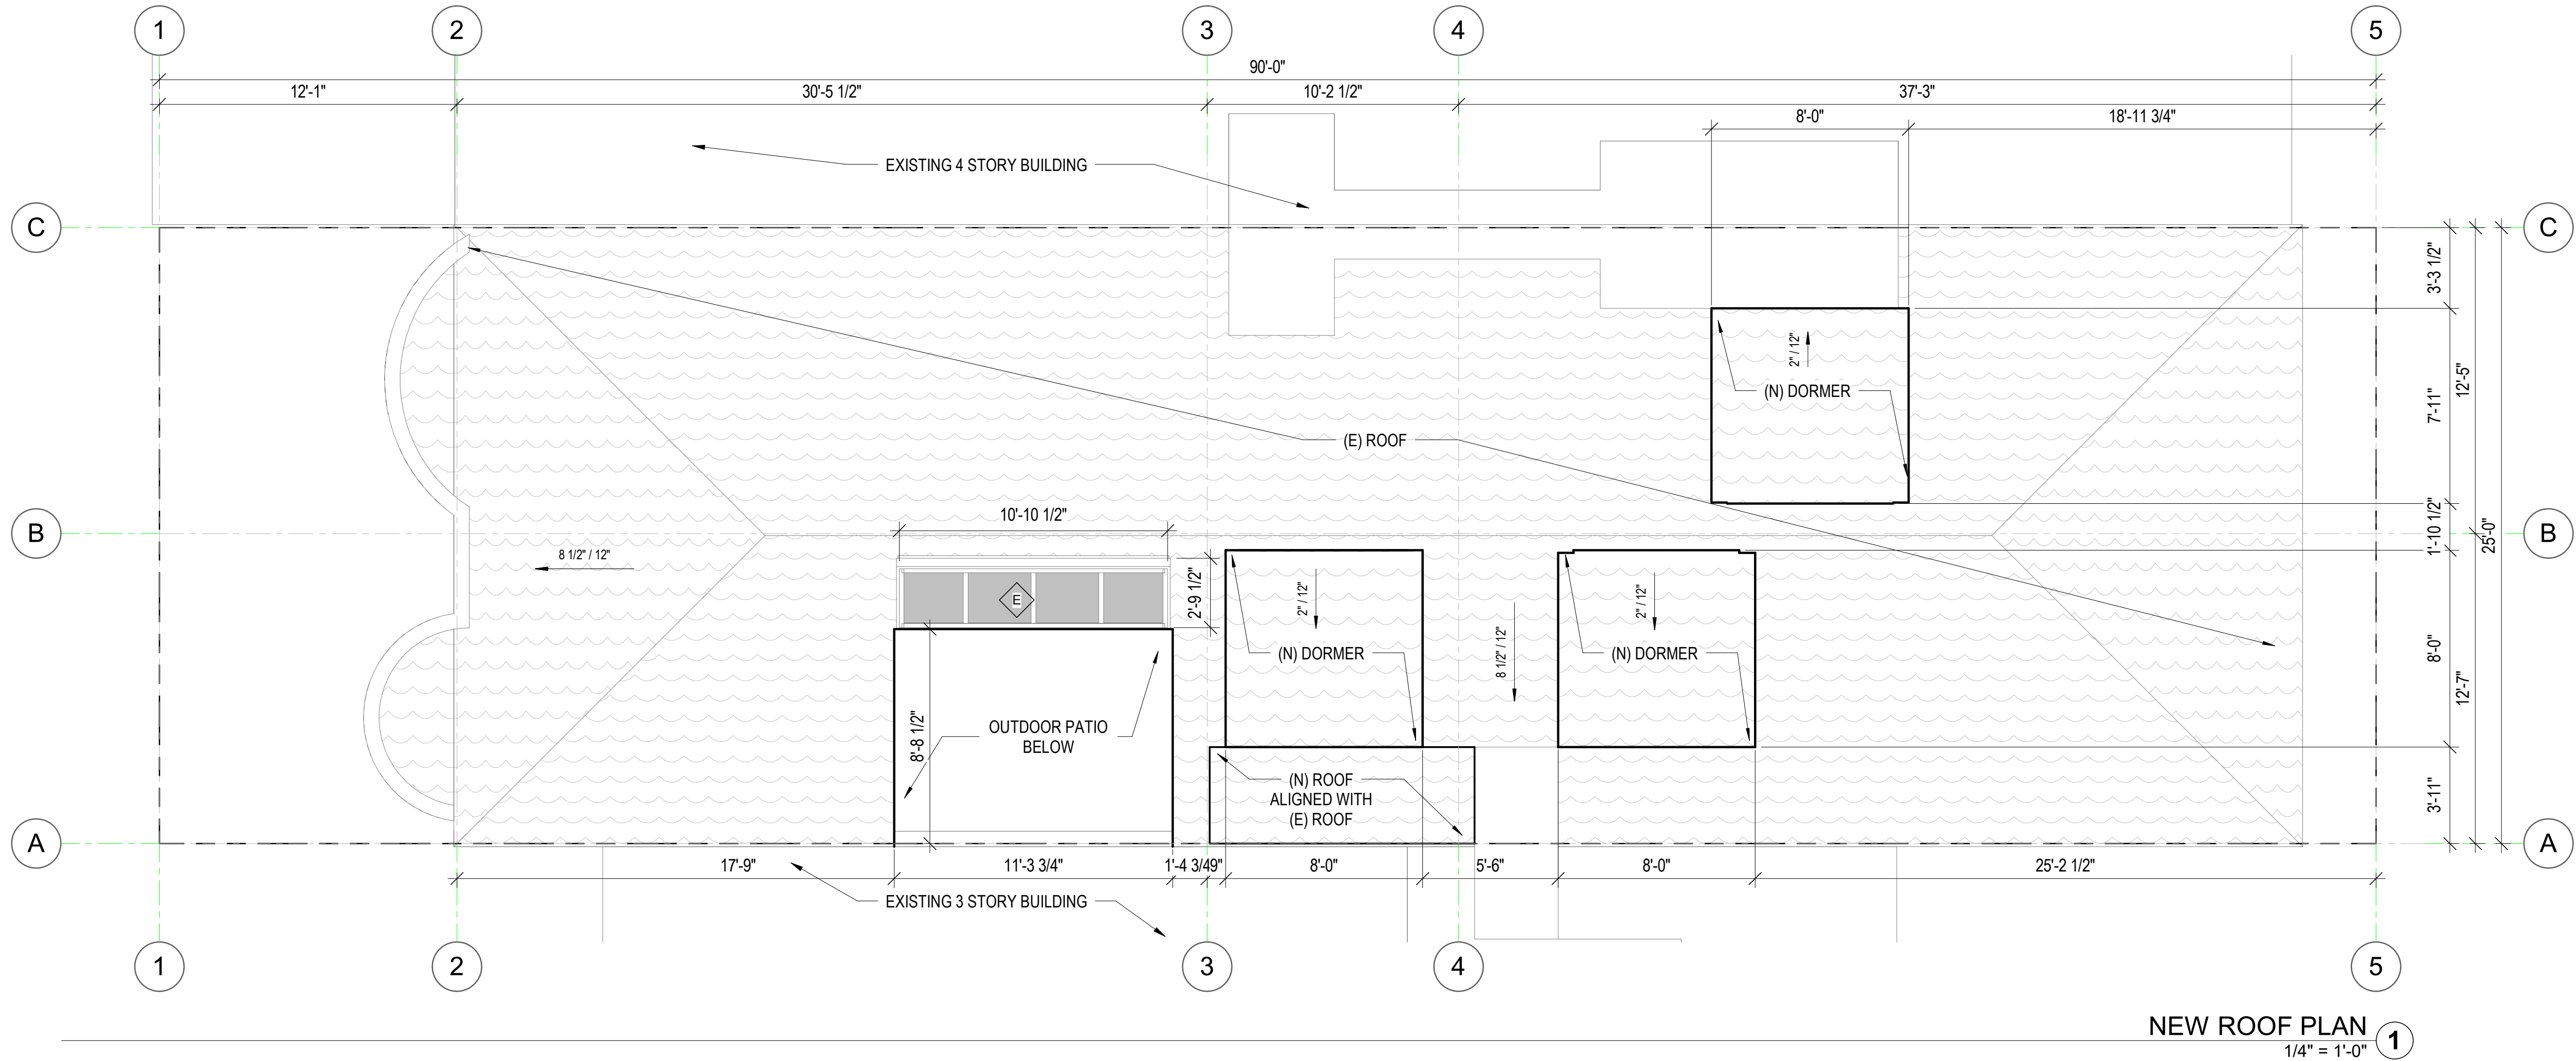 1
2
3
4
5
90'-0"
12'-1"
30'-5 1/2"
10'-2 1/2"
37'-3"
8'-0"
18'-11 3/4"
EXISTING 4 STORY BUILDING
C
C
3'-3 1/2"
2" / 12"
(N) DORMER
12'-5"
7'-11"
(E) ROOF
10'-10 1/2"
1'-10 1/2"
25'-0"
B
B
8 1/2" / 12"
E
2'-9 1/2"
2" / 12"
2" / 12"
8 1/2" / 12"
(N) DORMER
(N) DORMER
8'-0"
12'-7"
OUTDOOR PATIO
BELOW
8'-8 1/2"
(N) ROOF
ALIGNED WITH
(E) ROOF
3'-11"
A
A
17'-9"
11'-3 3/4"
1'-4 3/4
9"
8'-0"
5'-6"
8'-0"
25'-2 1/2"
EXISTING 3 STORY BUILDING
1
2
3
4
5
NEW ROOF PLAN
1
1/4" = 1'-0"